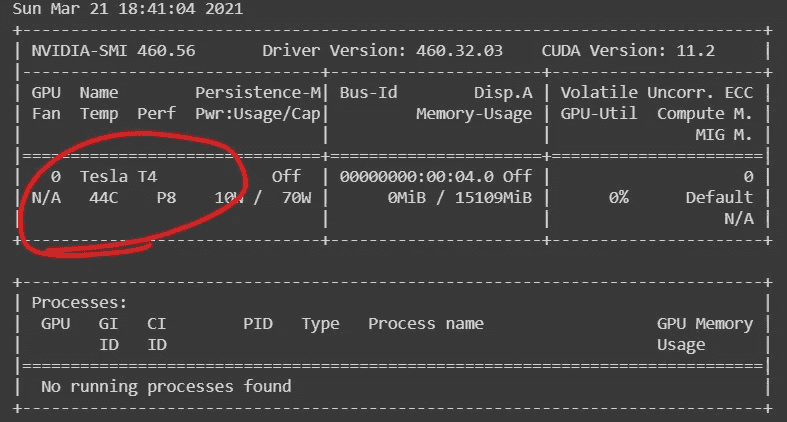 Sun Mar 21 18:41:04 2021
NVIDIA-SMI 460.56 Driver Version: 460.32.03 CUDA Version: 11.2
GPU Name Persistence-M| Bus-Id Disp.A | Volatile Uncorr. ECC
Fan Temp Perf Pwr:Usage/Cap| Memory-Usage | GPU-Util Compute M.
MIG M.
0 Tesla T4 Off | 00000000:00:04.0 Off | 0
N/A 44C P8 10W / 70W | 0MiB / 15109MiB | 0% Default
N/A
Processes:
GPU GI CI PID Type Process name GPU Memory
ID ID Usage
No running processes found